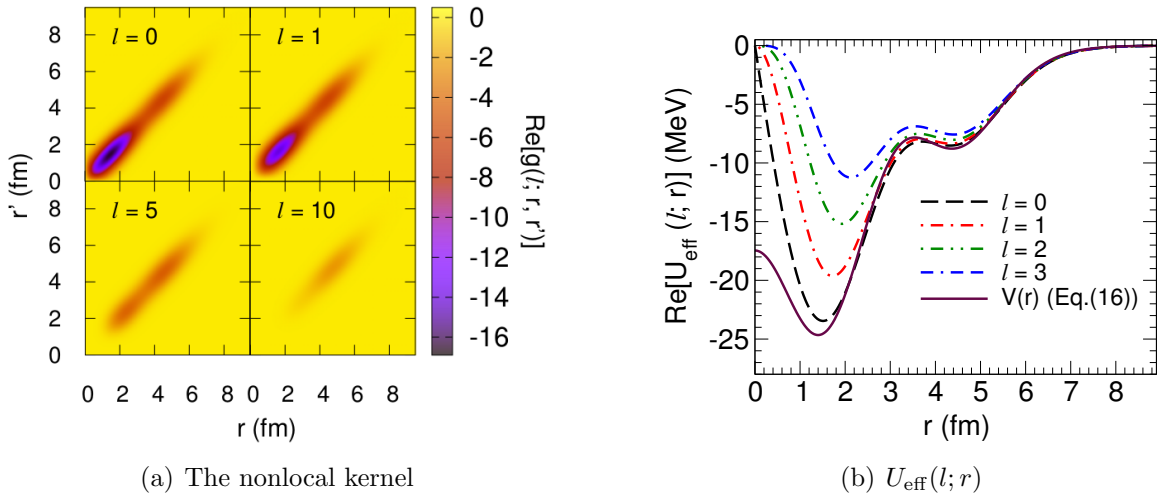 8
6
4
2
0
l = 0
l = 1
8
6
4
2
0
l = 5
l = 10
0 2 4 6 8
0 2 4 6 8
r' (fm)
r (fm)
0
-2
-4
-6
-8
-10
-12
-14
-16
Re[g(l; r, r')]
(a) The nonlocal kernel
0
-5
-10
-15
-20
-25
Re[U_eff (l; r)] (MeV)
l = 0
l = 1
l = 2
l = 3
V(r) (Eq.(16))
0 1 2 3 4 5 6 7 8
r (fm)
(b) U_eff(l; r)